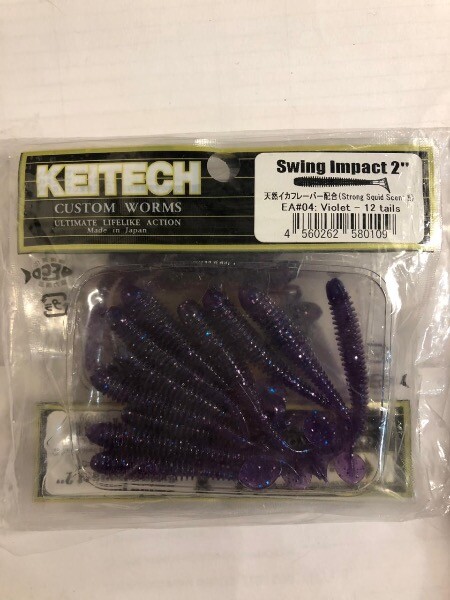 KEITECH
CUSTOM WORMS
ULTIMATE LIFELIKE ACTION
Made in Japan
Swing Impact 2"
天然イカフレーバー配合(Strong Squid Scent)
EA#04: Violet - 12 tails
4 560262 580109
2"